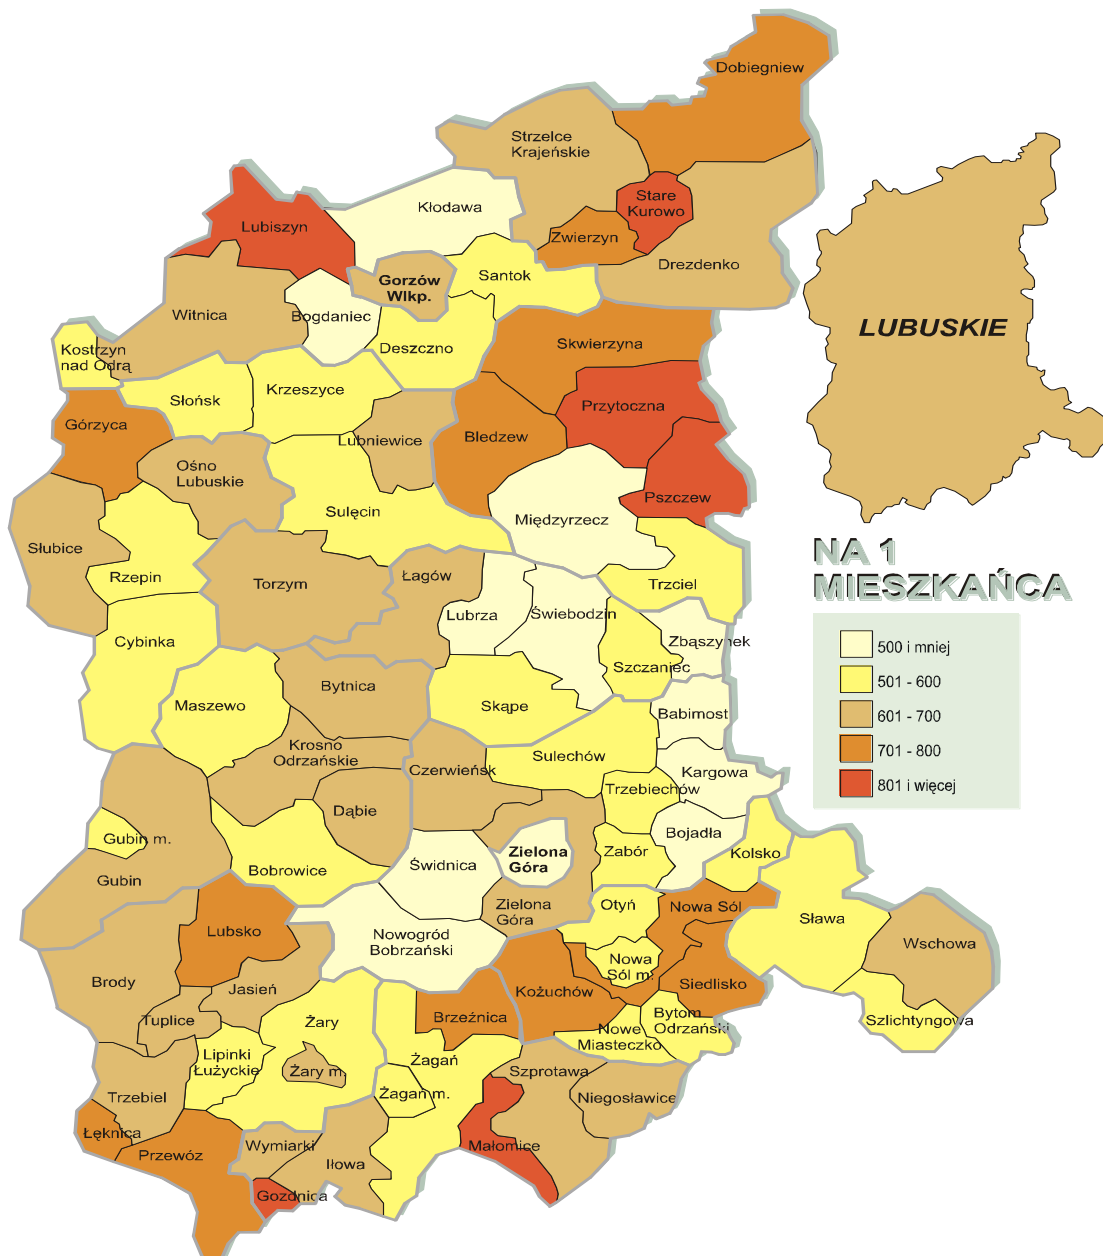 Dobiegniew
Strzelce
Krajeńskie
Stare
Kurowo
Kłodawa
Lubiszyn
Zwierzyn
Drezdenko
Santok
Gorzów
Wlkp.
Witnica
Bogdaniec
LUBUSKIE
Kostrzyn
nad Odrą
Deszczno
Skwierzyna
Krzeszyce
Słońsk
Przytoczna
Górzyca
Lubniewice
Bledzew
Ośno
Lubuskie
Pszczew
Sulęcin
Międzyrzecz
Słubice
Rzepin
Torzym
Łagów
Trzciel
NA 1
MIESZKAŃCA
Lubrza
Świebodzin
Cybinka
Zbąszynek
Szczaniec
500 i mniej
501 - 600
601 - 700
701 - 800
801 i więcej
Bytnica
Maszewo
Skąpe
Babimost
Krosno
Odrzańskie
Czerwieńsk
Sulechów
Kargowa
Trzebiechów
Dąbie
Gubin m.
Bojadła
Zielona
Góra
Zabór
Kolsko
Świdnica
Bobrowice
Gubin
Zielona
Góra
Otyń
Nowa Sól
Sława
Lubsko
Nowogród
Bobrzański
Wschowa
Nowa
Sól m.
Brody
Jasień
Kożuchów
Siedlisko
Tuplice
Żary
Brzeźnica
Bytom
Odrzański
Szlichtyngowa
Nowe
Miasteczko
Lipinki
Łużyckie
Żagań
Żary m.
Szprotawa
Żagań m.
Trzebiel
Niegosławice
Łęknica
Przewóz
Wymiarki
Małomice
Iłowa
Gozdnica